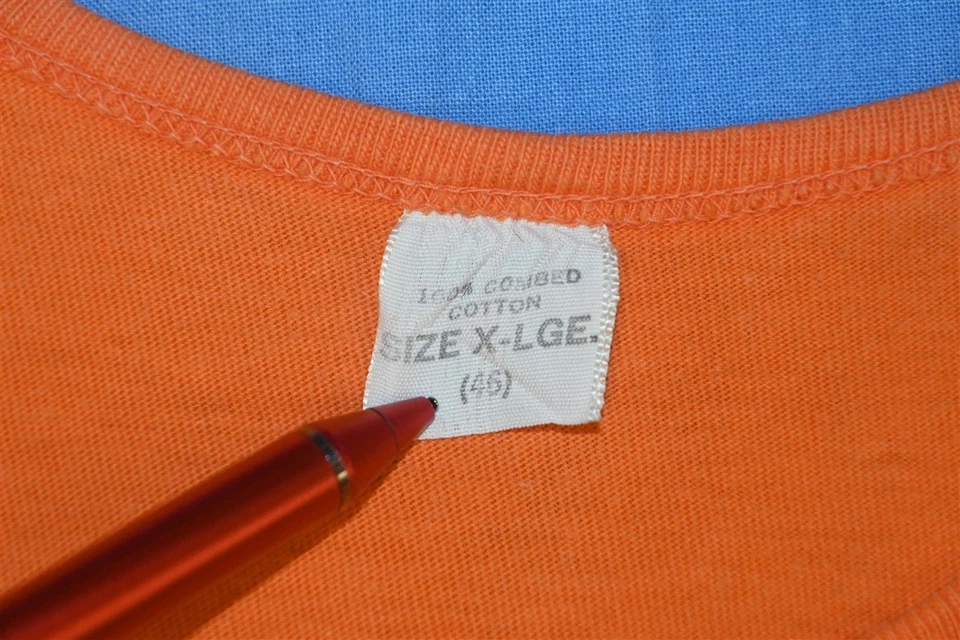 100% COMBED
COTTON
SIZE X-LGE.
(46)